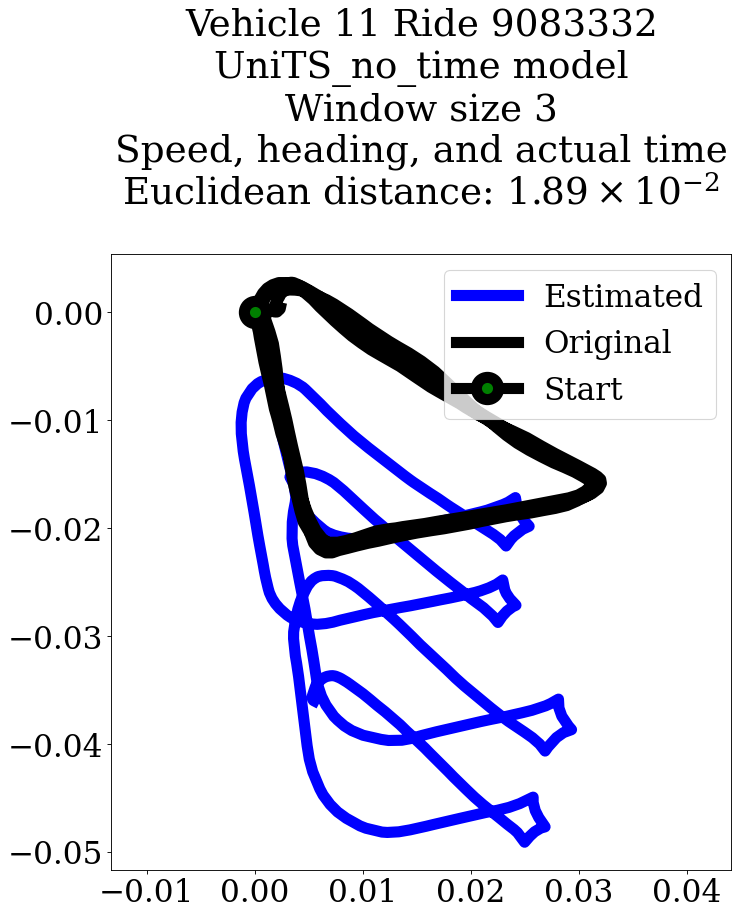 Vehicle 11 Ride 9083332
UniTS_no_time model
Window size 3
Speed, heading, and actual time
Euclidean distance: 1.89 × 10⁻²
Estimated
Original
Start
0.00
−0.01
−0.02
−0.03
−0.04
−0.05
−0.01 0.00 0.01 0.02 0.03 0.04